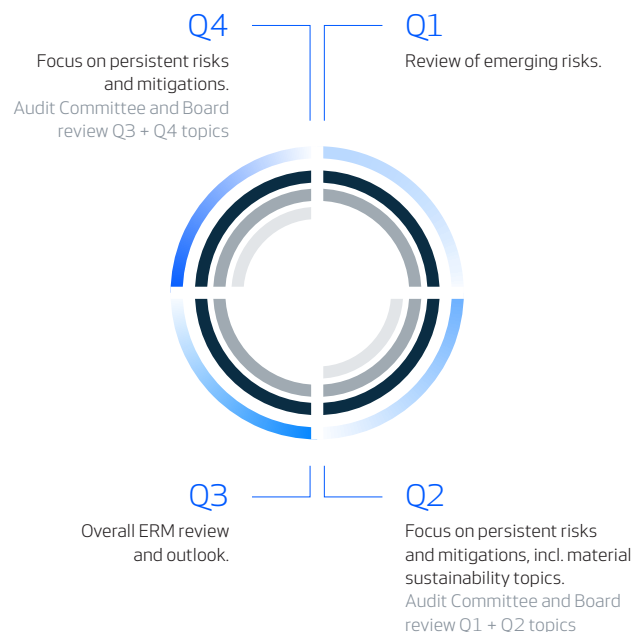 Q4
Focus on persistent risks
and mitigations.
Audit Committee and Board
review Q3 + Q4 topics
Q1
Review of emerging risks.
Q3
Overall ERM review
and outlook.
Q2
Focus on persistent risks
and mitigations, incl. material
sustainability topics.
Audit Committee and Board
review Q1 + Q2 topics